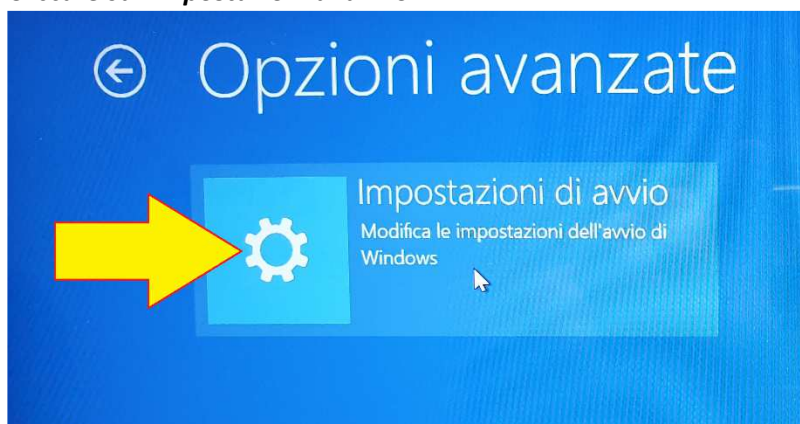 Opzioni avanzate
Impostazioni di avvio
Modifica le impostazioni dell'avvio di
Windows